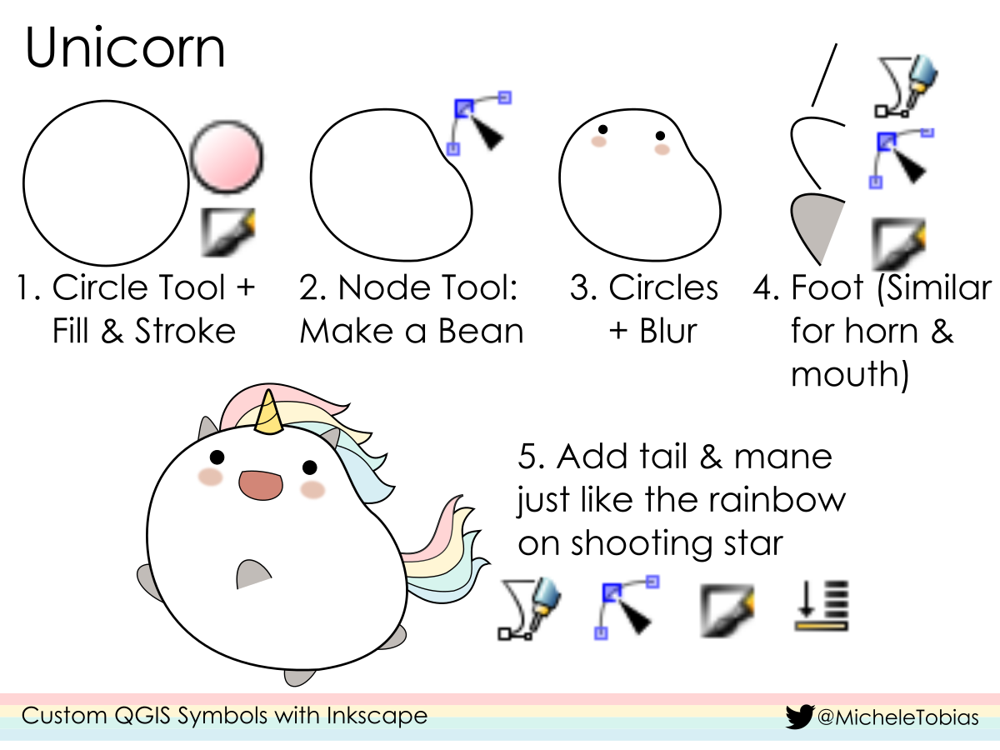 Unicorn
1. Circle Tool +
Fill & Stroke
2. Node Tool:
Make a Bean
3. Circles
+ Blur
4. Foot (Similar
for horn &
mouth)
5. Add tail & mane
just like the rainbow
on shooting star
Custom QGIS Symbols with Inkscape
@MicheleTobias